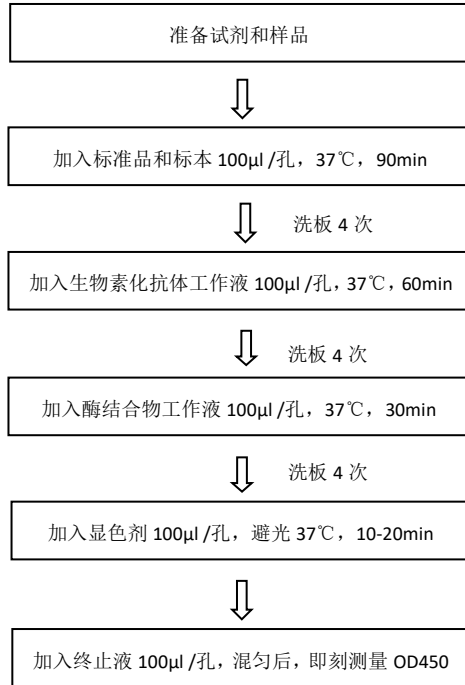 准备试剂和样品
加入标准品和标本 100μl /孔，37℃，90min
洗板 4 次
加入生物素化抗体工作液 100μl /孔，37℃，60min
洗板 4 次
加入酶结合物工作液 100μl /孔，37℃，30min
洗板 4 次
加入显色剂 100μl /孔，避光 37℃，10-20min
加入终止液 100μl /孔，混匀后，即刻测量 OD450